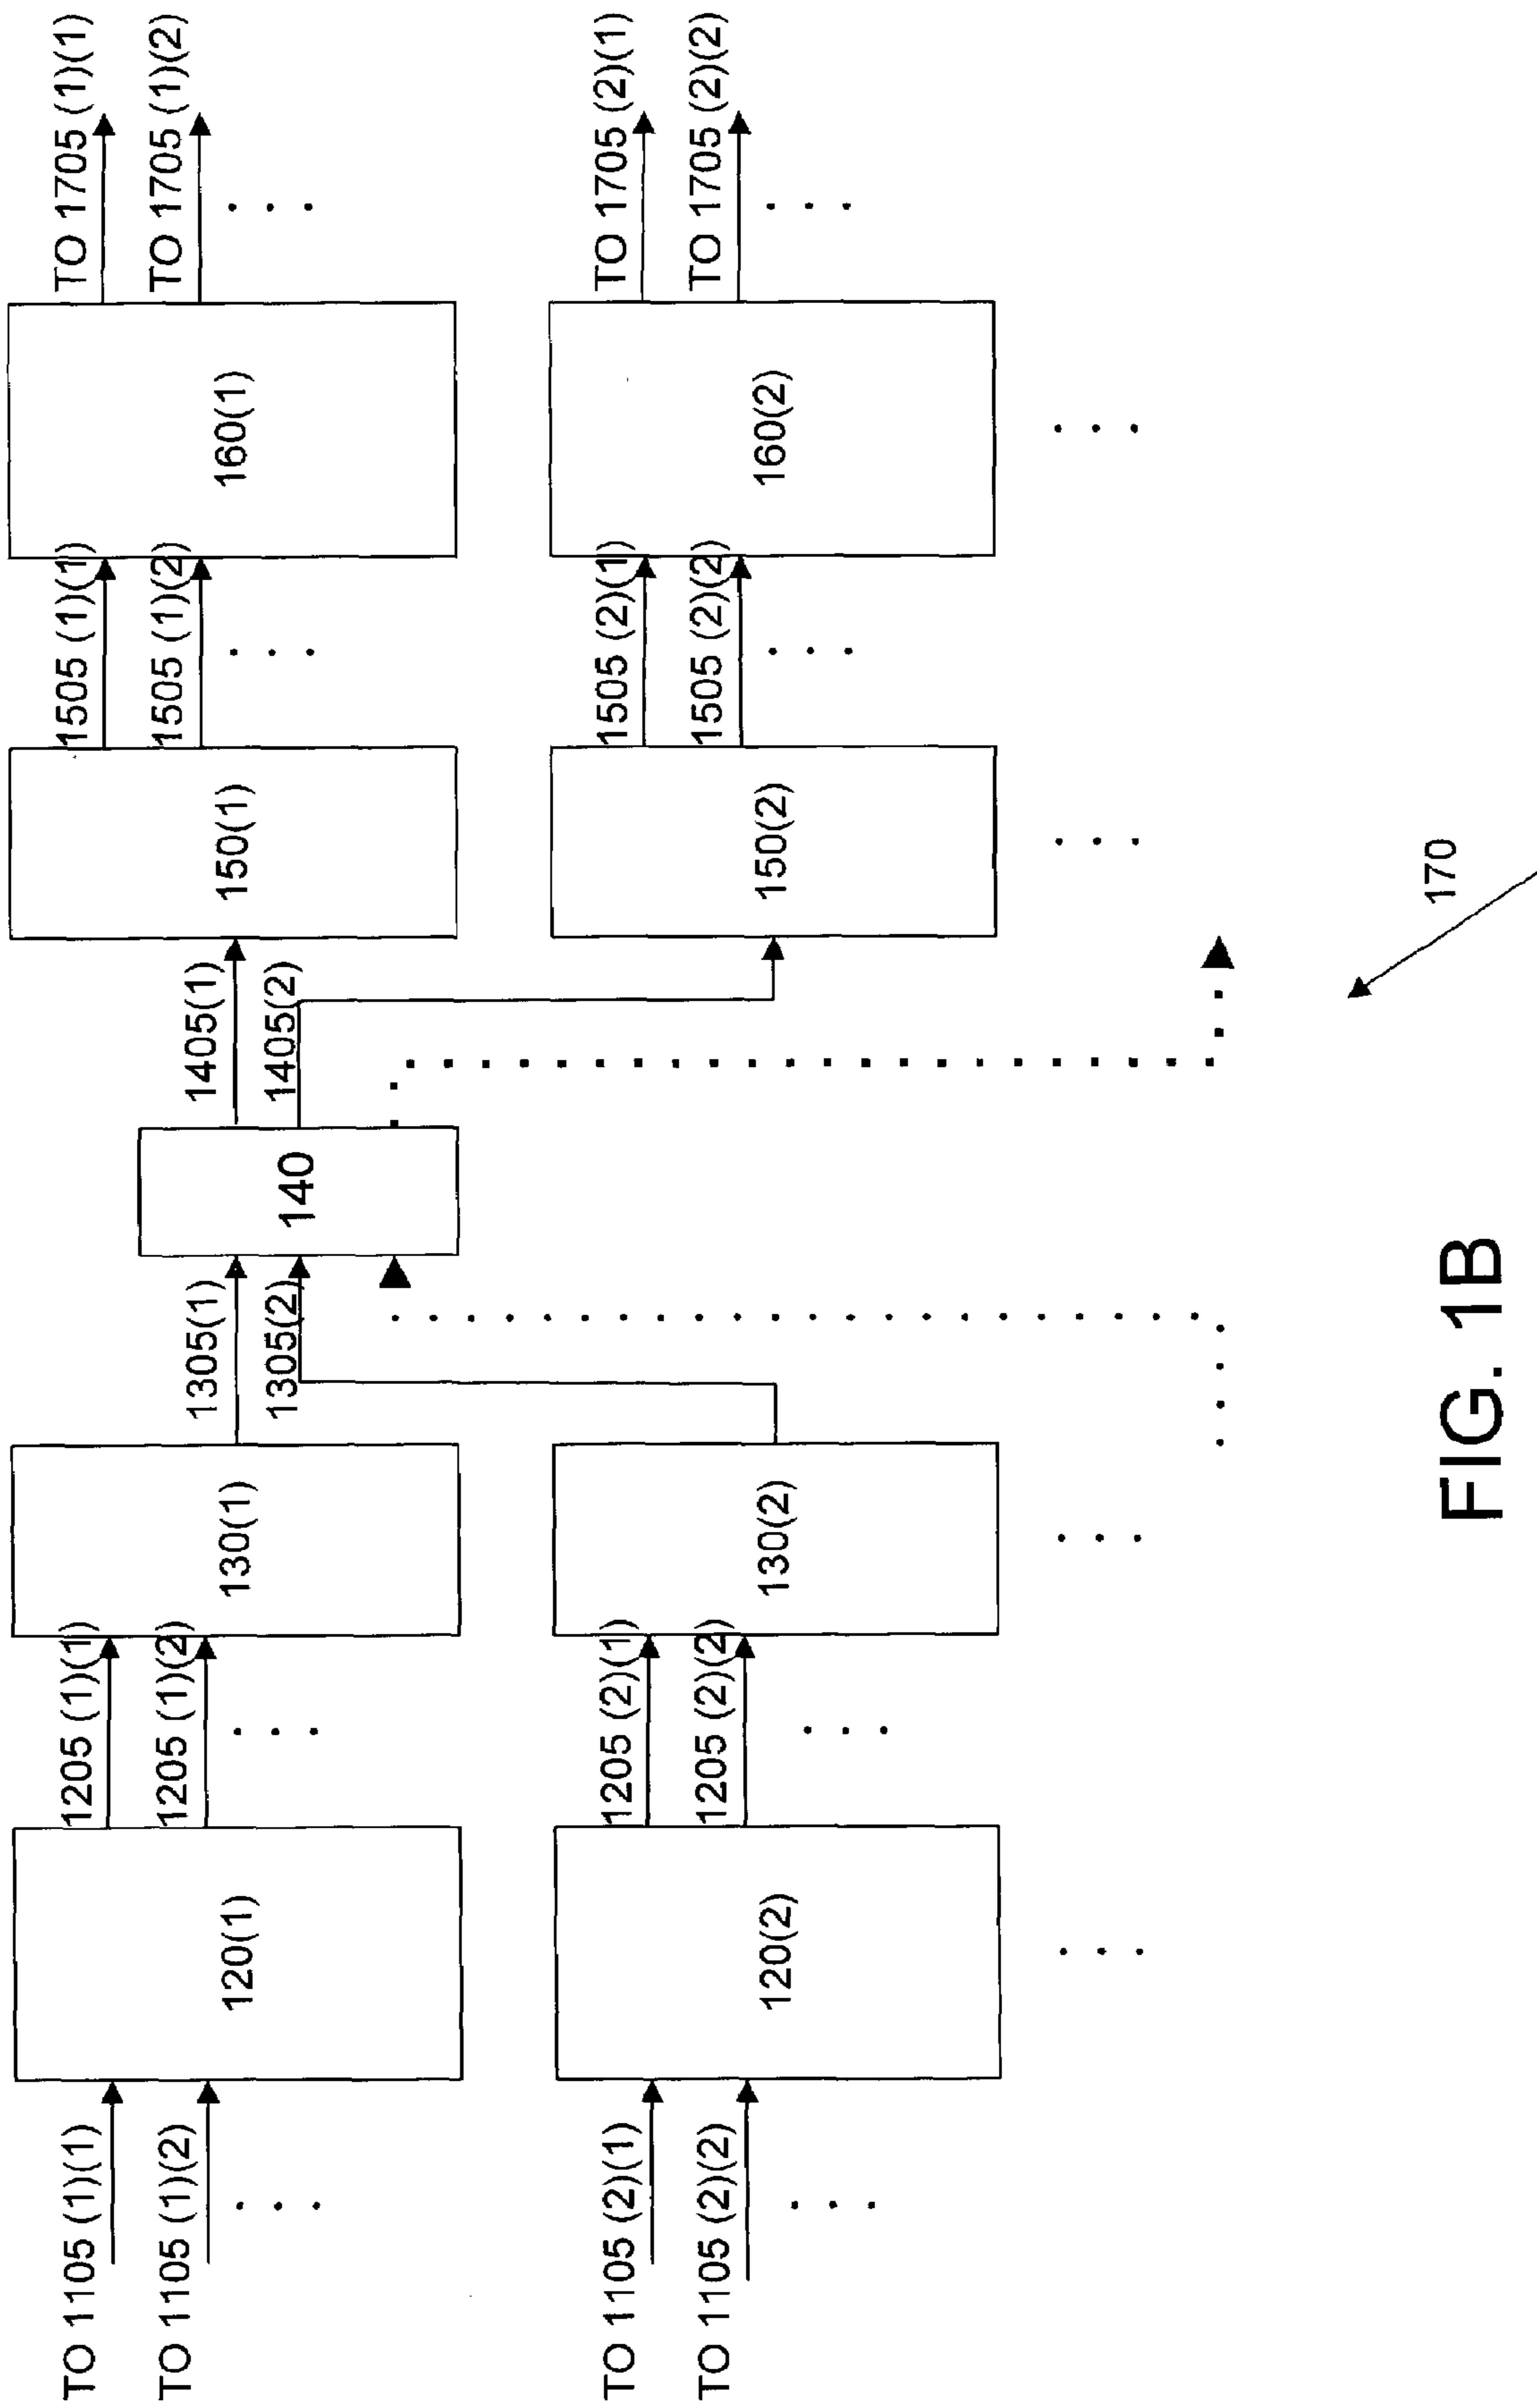 TO 1105 (1)(1)
TO 1105 (1)(2)
120(1)
1205 (1)(1)
1205 (1)(2)
130(1)
1305(1)
1305(2)
140
1405(1)
1405(2)
150(1)
1505 (1)(1)
1505 (1)(2)
160(1)
TO 1705 (1)(1)
TO 1705 (1)(2)
TO 1105 (2)(1)
TO 1105 (2)(2)
120(2)
1205 (2)(1)
1205 (2)(2)
130(2)
150(2)
1505 (2)(1)
1505 (2)(2)
160(2)
TO 1705 (2)(1)
TO 1705 (2)(2)
170
FIG. 1B